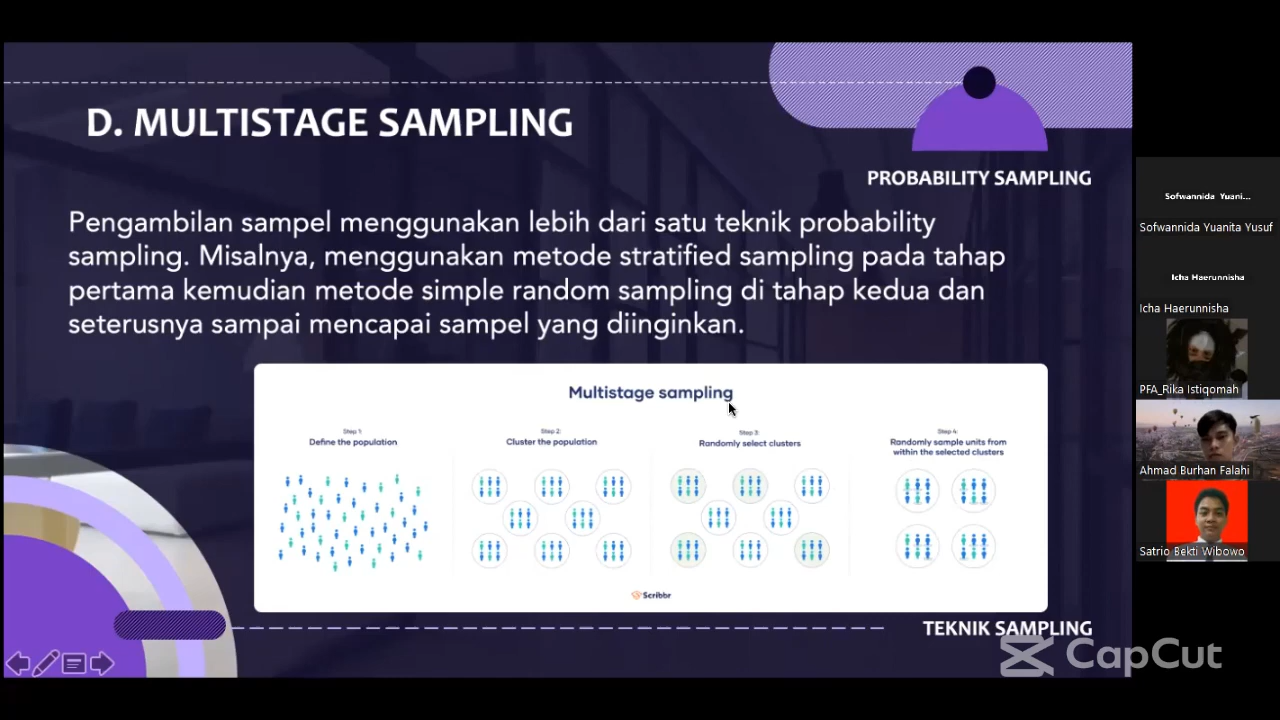 D. MULTISTAGE SAMPLING
PROBABILITY SAMPLING
Pengambilan sampel menggunakan lebih dari satu teknik probability
sampling. Misalnya, menggunakan metode stratified sampling pada tahap
pertama kemudian metode simple random sampling di tahap kedua dan
seterusnya sampai mencapai sampel yang diinginkan.
Multistage sampling
Step 1:
Define the population
Step 2:
Cluster the population
Step 3:
Randomly select clusters
Step 4:
Randomly sample units from
within the selected clusters
Scribbr
TEKNIK SAMPLING
CapCut
Sofwannida Yuani...
Sofwannida Yuanita Yusuf
Icha Haerunnisha
Icha Haerunnisha
PFA_Rika Istiqomah
Ahmad Burhan Falahi
Satrio Bekti Wibowo